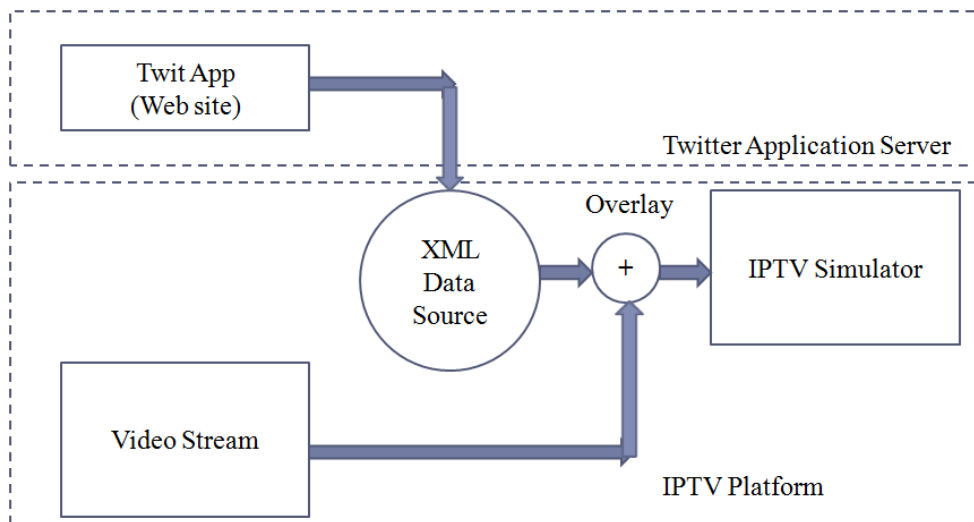 Twit App
(Web site)
Twitter Application Server
Overlay
XML
Data
Source
+
IPTV Simulator
Video Stream
IPTV Platform